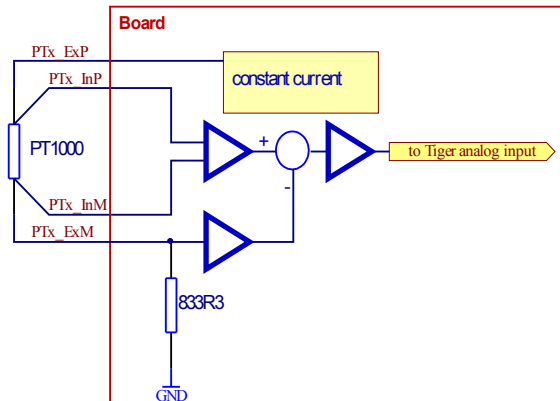 Board
PTx_ExP
PTx_InP
constant current
PT1000
+
to Tiger analog input
-
PTx_InM
PTx_ExM
833R3
GND